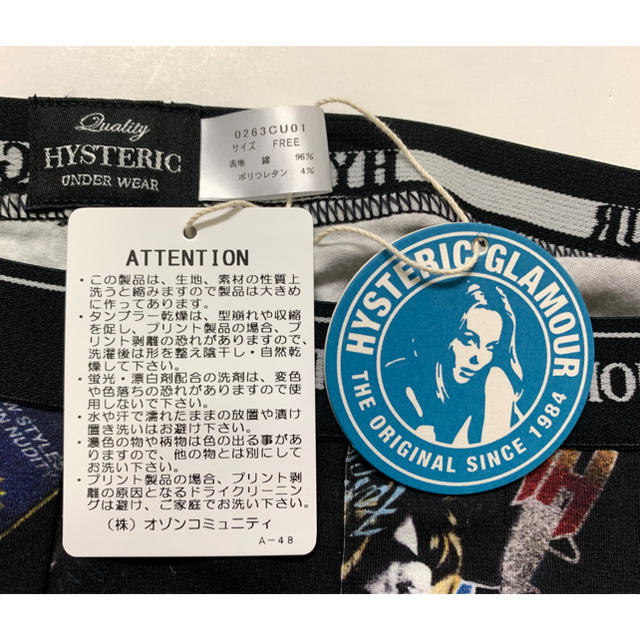 Quality
HYSTERIC
UNDER WEAR
0263CU01
サイズ FREE
表地 綿 96%
ポリウレタン 4%
YH
ATTENTION
・この製品は、生地、素材の性質上
洗うと縮みますので製品は大きめ
に作ってあります。
・タンブラー乾燥は、型崩れや収縮
を促し、プリント製品の場合、プ
リント剥離の恐れがありますので、
洗濯後は形を整え陰干し・自然乾
燥して下さい。
・蛍光・漂白剤配合の洗剤は、変色
や色落ちの恐れがありますので使
用しないで下さい。
・水や汗で濡れたままの放置や漬け
置き洗いはお避け下さい。
・濃色の物や柄物は色の出る事があ
りますので、他の物とは別にして
お洗い下さい。
・プリント製品の場合、プリント剥
離の原因となるドライクリーニン
グは避け、ご家庭でお洗い下さい。
(株)オゾンコミュニティ
A-48
HYSTERIC GLAMOUR
THE ORIGINAL SINCE 1984
MOU
STYLE
NUDIT